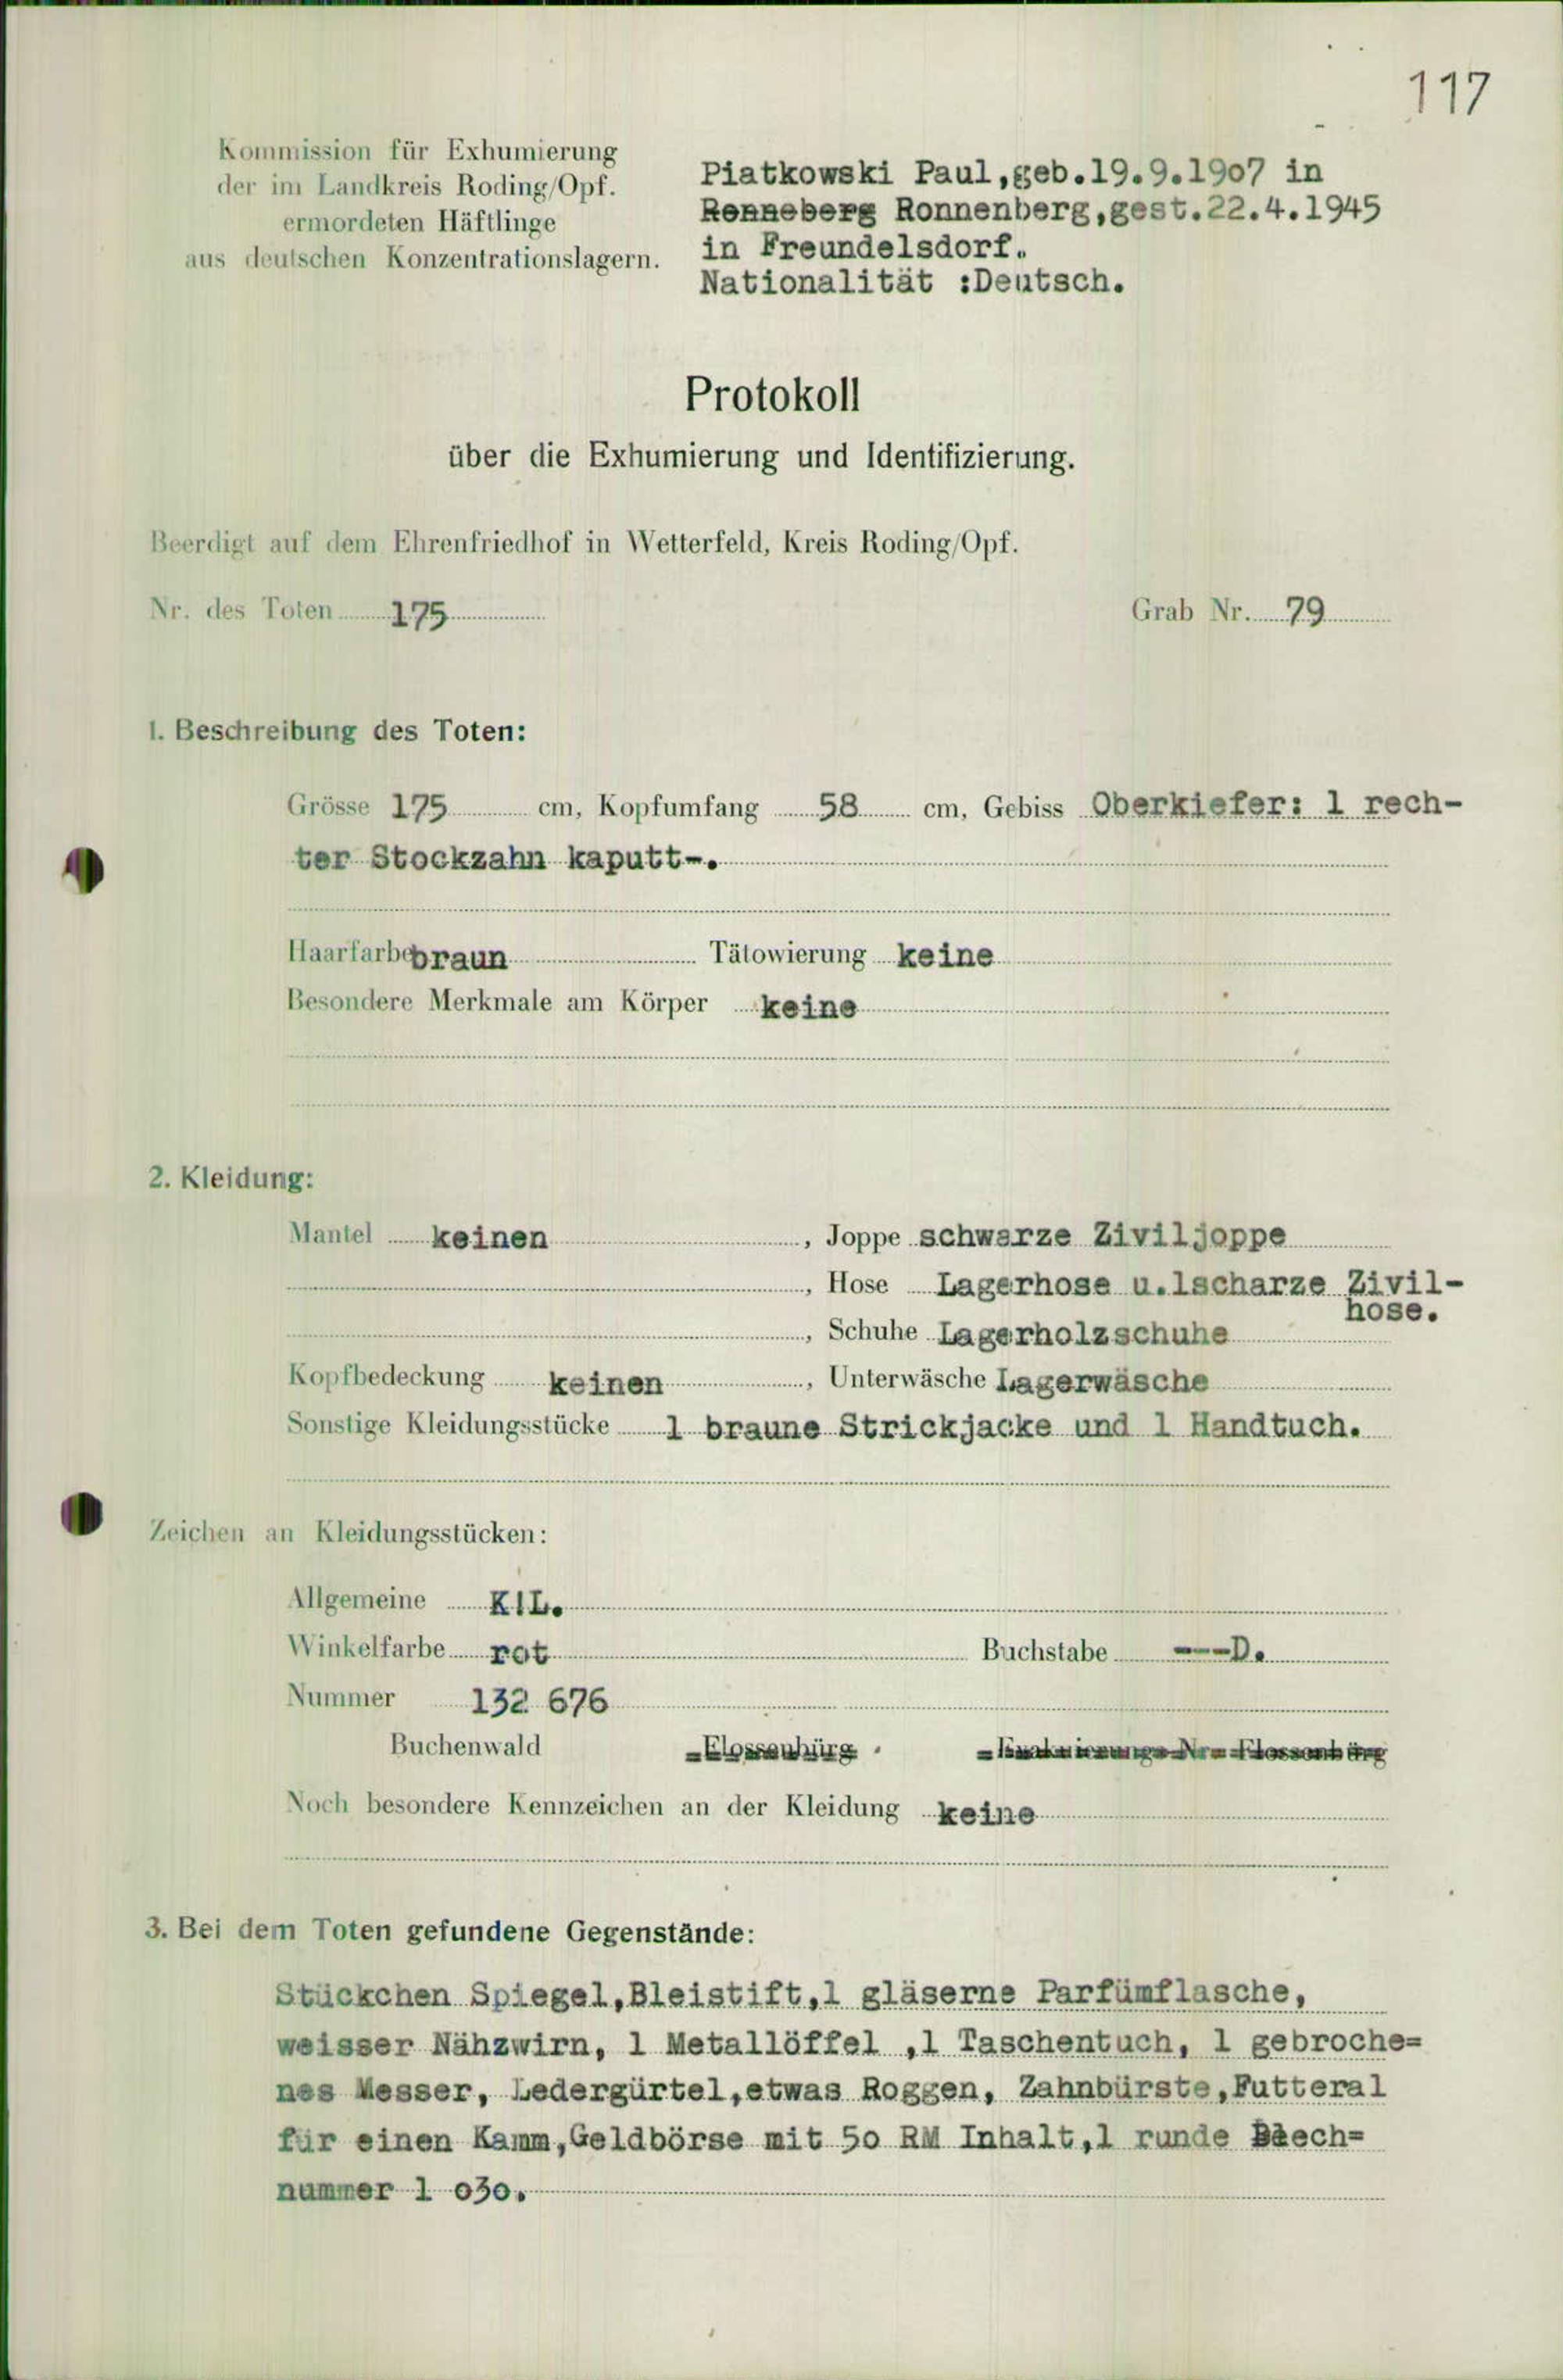 117
Kommission für Exhumierung
der im Landkreis Roding/Opf.
ermordeten Häftlinge
aus deutschen Konzentrationslagern.
Piatkowski Paul,geb.19.9.19o7 in
Ronnenberg,gest.22.4.1945
in Freundelsdorf.
Nationalität :Deutsch.
Protokoll
über die Exhumierung und Identifizierung.
Beerdigt auf dem Ehrenfriedhof in Wetterfeld, Kreis Roding/Opf.
Nr. des Toten 175 Grab Nr. 79
1. Beschreibung des Toten:
Grösse 175 cm, Kopfumfang 58 cm, Gebiss Oberkiefer: 1 rech-
ter Stockzahn kaputt-.
Haarfarbe braun Tätowierung keine
Besondere Merkmale am Körper keine
2. Kleidung:
Mantel keinen , Joppe schwarze Ziviljoppe
, Hose Lagerhose u.1scharze Zivil-
hose.
, Schuhe Lagerholzschuhe
Kopfbedeckung keinen , Unterwäsche Lagerwäsche
Sonstige Kleidungsstücke 1 braune Strickjacke und 1 Handtuch.
Zeichen an Kleidungsstücken:
Allgemeine
Winkelfarbe rot Buchstabe ---D.
Nummer 132 676
Buchenwald
Noch besondere Kennzeichen an der Kleidung keine
3. Bei dem Toten gefundene Gegenstände:
Stückchen Spiegel,Bleistift,1 gläserne Parfümflasche,
weisser Nähzwirn, 1 Metallöffel ,1 Taschentuch, 1 gebroche=
nes Messer, Ledergürtel,etwas Roggen, Zahnbürste,Futteral
für einen Kamm,Geldbörse mit 5o RM Inhalt,1 runde Blech=
nummer 1 o3o.